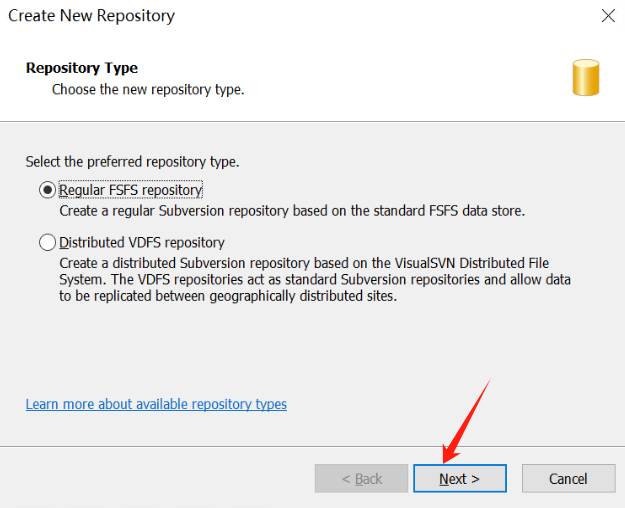 Create New Repository
Repository Type
Choose the new repository type.
Select the preferred repository type.
Regular FSFS repository
Create a regular Subversion repository based on the standard FSFS data store.
Distributed VDFS repository
Create a distributed Subversion repository based on the VisualSVN Distributed File
System. The VDFS repositories act as standard Subversion repositories and allow data
to be replicated between geographically distributed sites.
Learn more about available repository types
< Back Next > Cancel